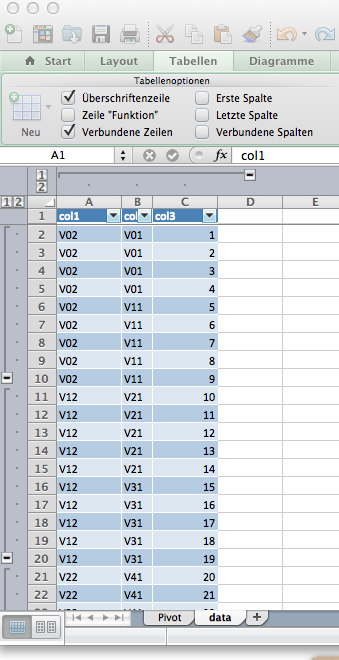 Start Layout Tabellen Diagramme
Tabellenoptionen
Neu
Überschriftenzeile Erste Spalte
Zeile "Funktion" Letzte Spalte
Verbundene Zeilen Verbundene Spalten
A1 fx col1
1
2
1 2 A B C D E
1 col1 col col3
2 V02 V01 1
3 V02 V01 2
4 V02 V01 3
5 V02 V01 4
6 V02 V11 5
7 V02 V11 6
8 V02 V11 7
9 V02 V11 8
10 V02 V11 9
11 V12 V21 10
12 V12 V21 11
13 V12 V21 12
14 V12 V21 13
15 V12 V21 14
16 V12 V31 15
17 V12 V31 16
18 V12 V31 17
19 V12 V31 18
20 V12 V31 19
21 V22 V41 20
22 V22 V41 21
Pivot data